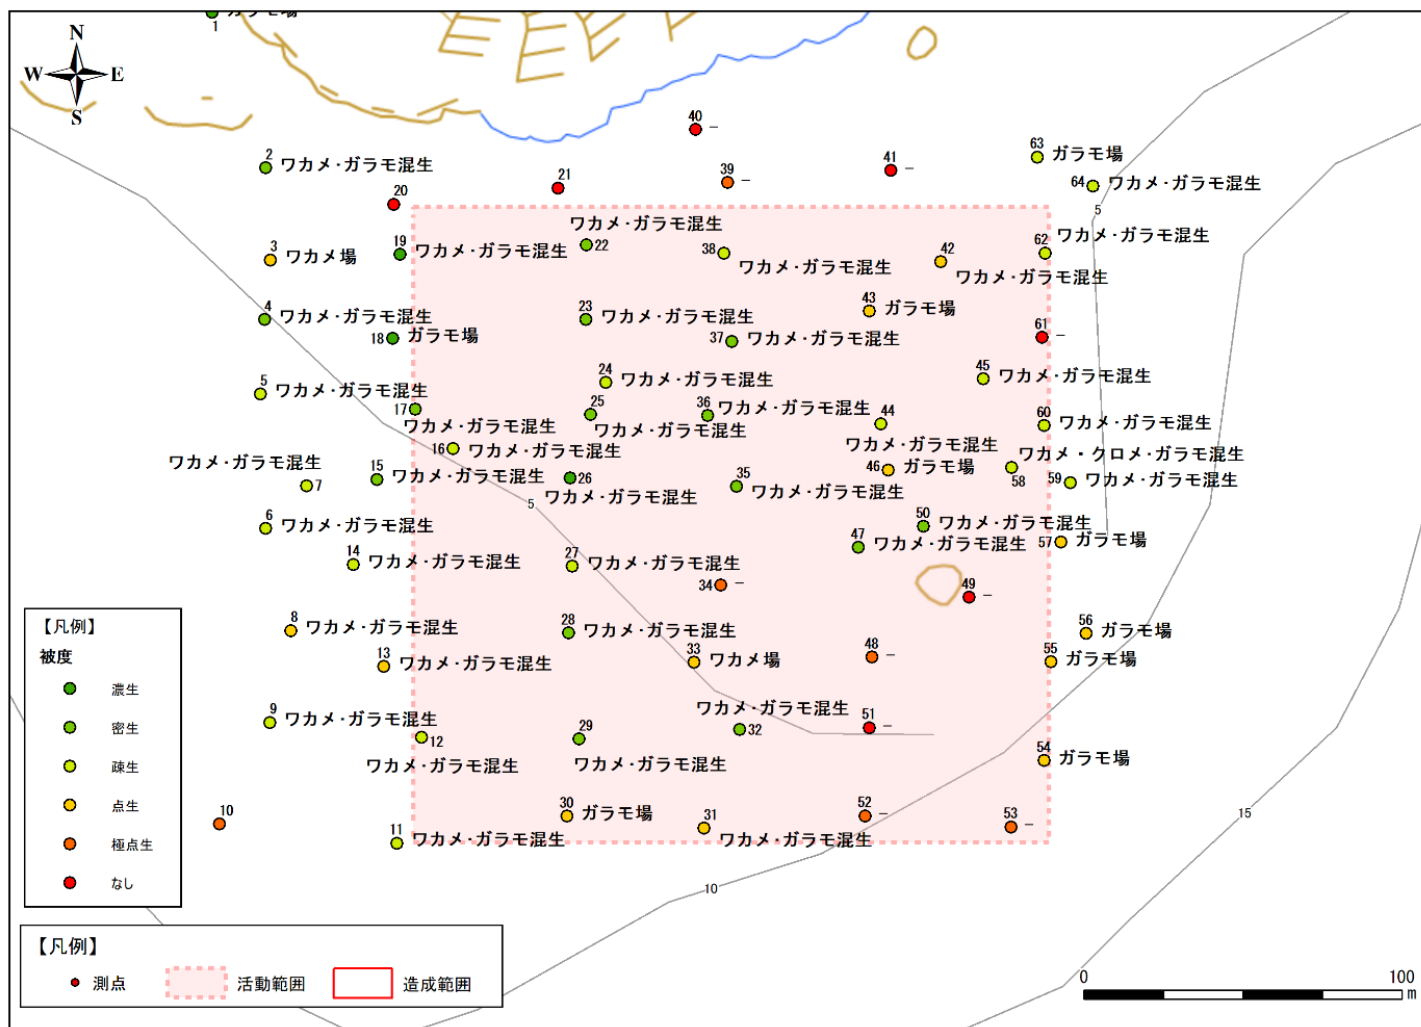 ガラモ場
1
N
W E
S
40 －
2 ワカメ・ガラモ混生
21
39 －
41 －
63 ガラモ場
64 ワカメ・ガラモ混生
20
5
3 ワカメ場
19 ワカメ・ガラモ混生
ワカメ・ガラモ混生
22
38 ワカメ・ガラモ混生
42 ワカメ・ガラモ混生
62 ワカメ・ガラモ混生
4 ワカメ・ガラモ混生
18 ガラモ場
23 ワカメ・ガラモ混生
37 ワカメ・ガラモ混生
43 ガラモ場
61 －
5 ワカメ・ガラモ混生
17 ワカメ・ガラモ混生
24 ワカメ・ガラモ混生
25 ワカメ・ガラモ混生
36 ワカメ・ガラモ混生
45 ワカメ・ガラモ混生
44 ワカメ・ガラモ混生
60 ワカメ・ガラモ混生
16 ワカメ・ガラモ混生
ワカメ・ガラモ混生
7
15 ワカメ・ガラモ混生
26 ワカメ・ガラモ混生
35 ワカメ・ガラモ混生
46 ガラモ場
ワカメ・クロメ・ガラモ混生
58
59 ワカメ・ガラモ混生
5
6 ワカメ・ガラモ混生
14 ワカメ・ガラモ混生
27 ワカメ・ガラモ混生
47 ワカメ・ガラモ混生
50 ワカメ・ガラモ混生
57 ガラモ場
34 －
49 －
8 ワカメ・ガラモ混生
13 ワカメ・ガラモ混生
28 ワカメ・ガラモ混生
33 ワカメ場
48 －
56 ガラモ場
55 ガラモ場
9 ワカメ・ガラモ混生
12
ワカメ・ガラモ混生
29
ワカメ・ガラモ混生
ワカメ・ガラモ混生
32
51 －
54 ガラモ場
10
11 ワカメ・ガラモ混生
30 ガラモ場
31 ワカメ・ガラモ混生
52 －
53 －
10
15
【凡例】
被度
濃生
密生
疎生
点生
極点生
なし
【凡例】
測点 活動範囲 造成範囲
0 100
m